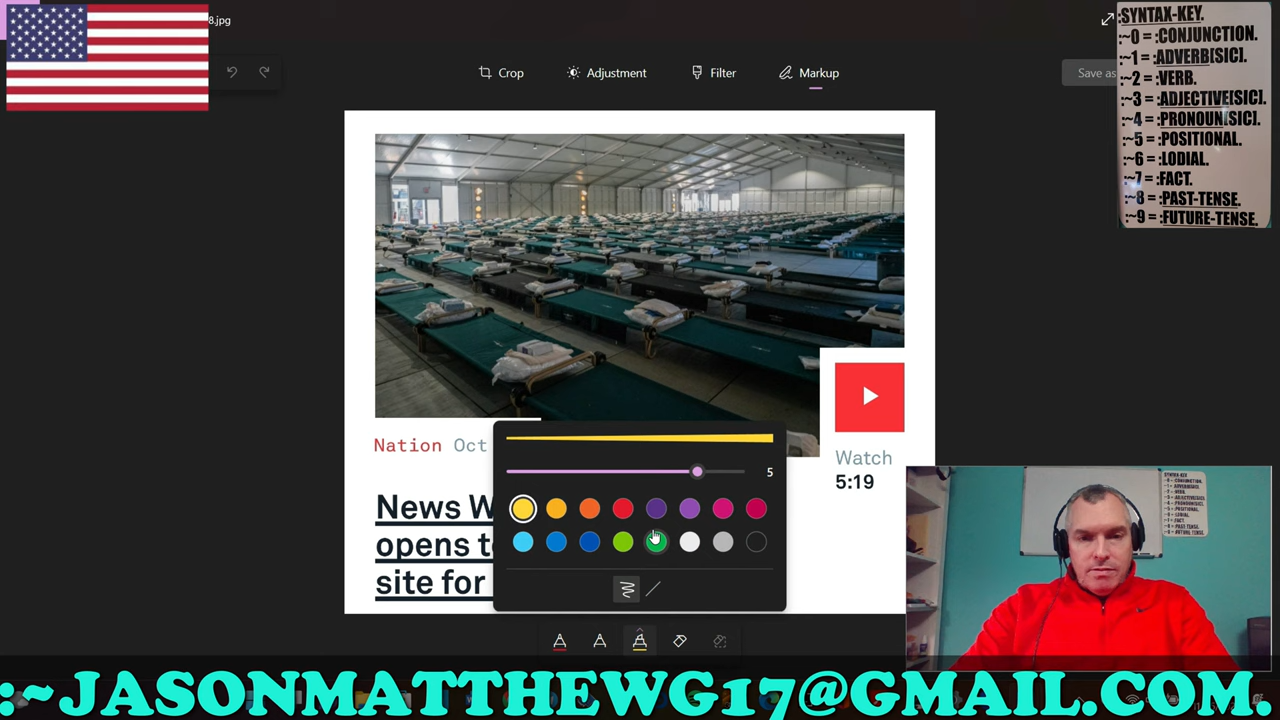 8.jpg
Crop
Adjustment
Filter
Markup
Save as
:SYNTAX-KEY.
:~0 = :CONJUNCTION.
:~1 = :ADVERB[SIC].
:~2 = :VERB.
:~3 = :ADJECTIVE[SIC].
:~4 = :PRONOUN[SIC].
:~5 = :POSITIONAL.
:~6 = :LODIAL.
:~7 = :FACT.
:~8 = :PAST-TENSE.
:~9 = :FUTURE-TENSE.
Nation Oct
News W
opens t
site for
5
Watch
5:19
:~JASONMATTHEWG17@GMAIL.COM.